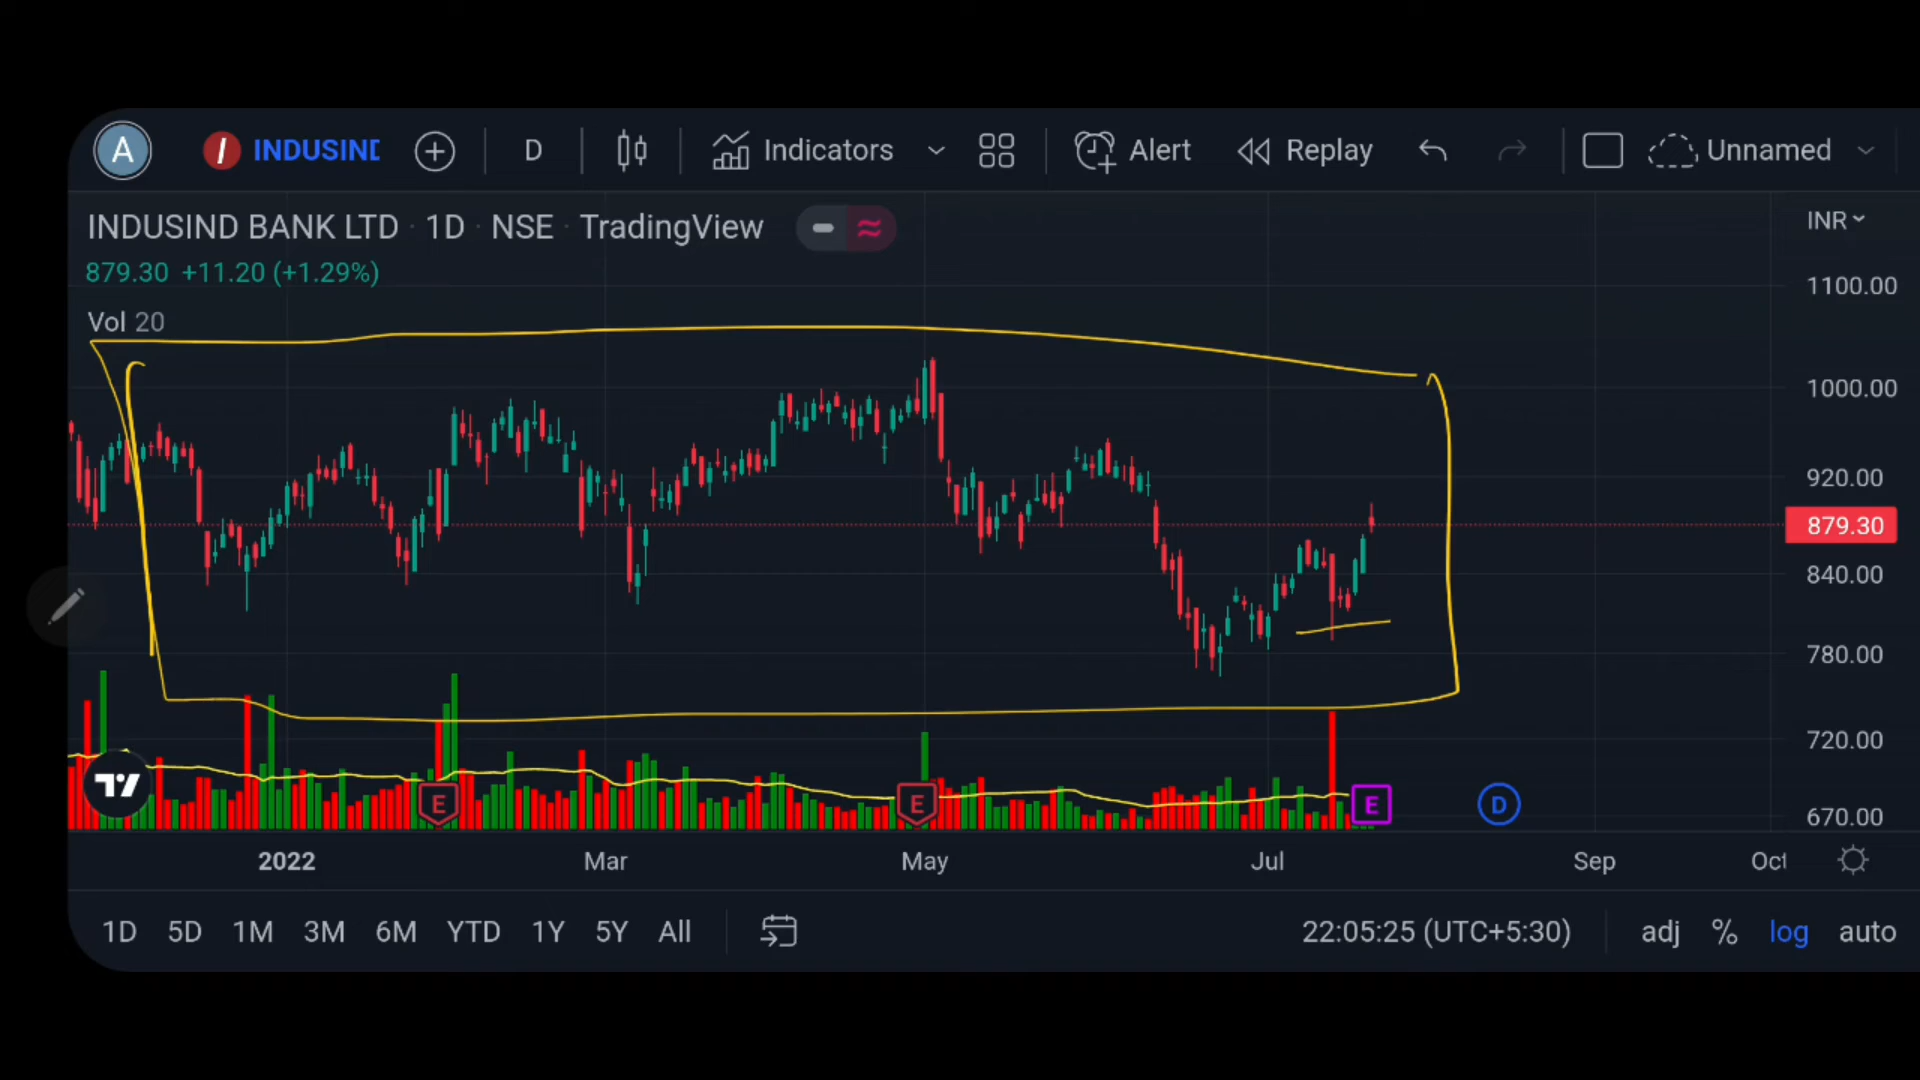 A INDUSIND D Indicators Alert Replay Unnamed
INDUSIND BANK LTD · 1D · NSE · TradingView INR
879.30 +11.20 (+1.29%)
Vol 20
1100.00
1000.00
920.00
879.30
840.00
780.00
720.00
670.00
E E E D
2022 Mar May Jul Sep Oct
1D 5D 1M 3M 6M YTD 1Y 5Y All 22:05:25 (UTC+5:30) adj % log auto